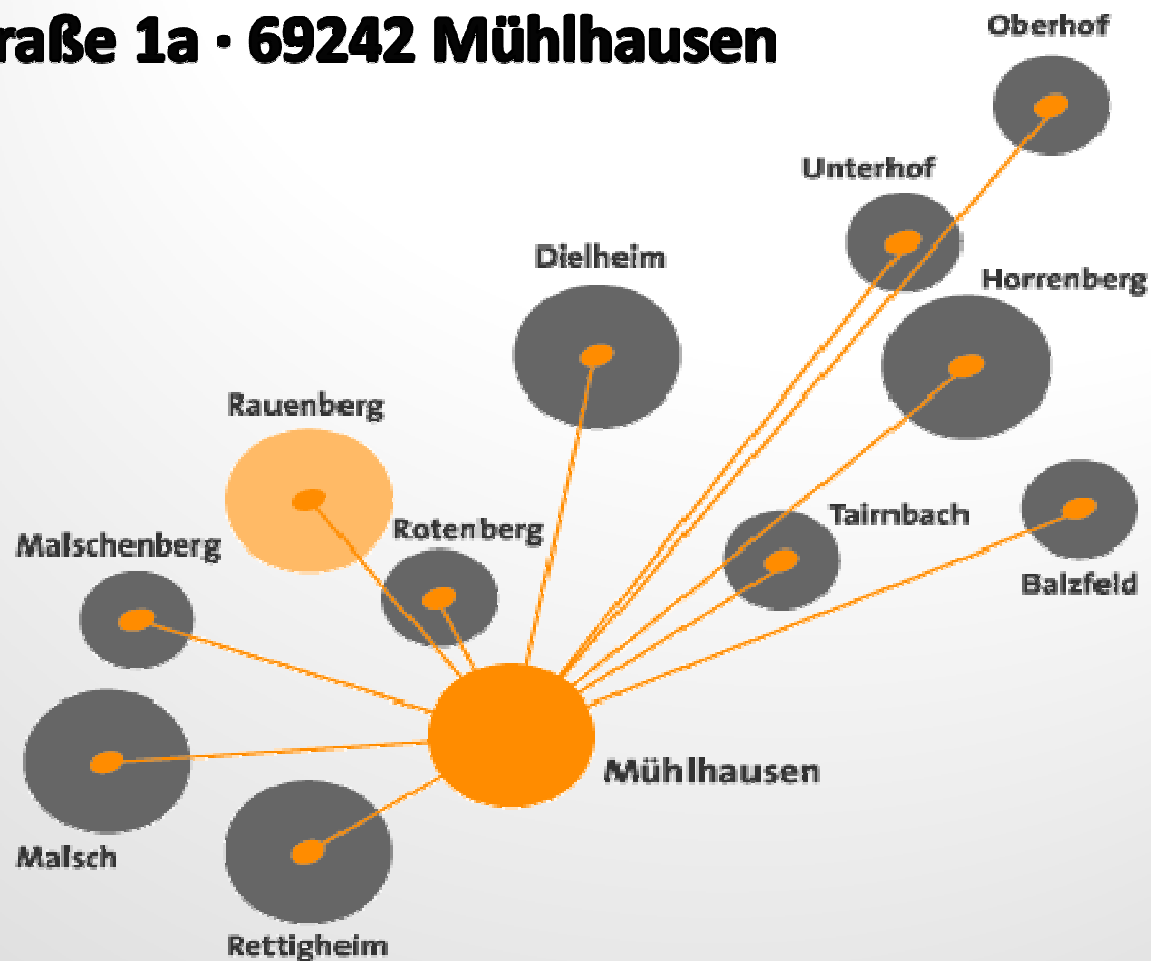 raße 1a · 69242 Mühlhausen
Oberhof
Unterhof
Dielheim
Horrenberg
Rauenberg
Tairnbach
Rotenberg
Malschenberg
Balzfeld
Mühlhausen
Malsch
Rettigheim